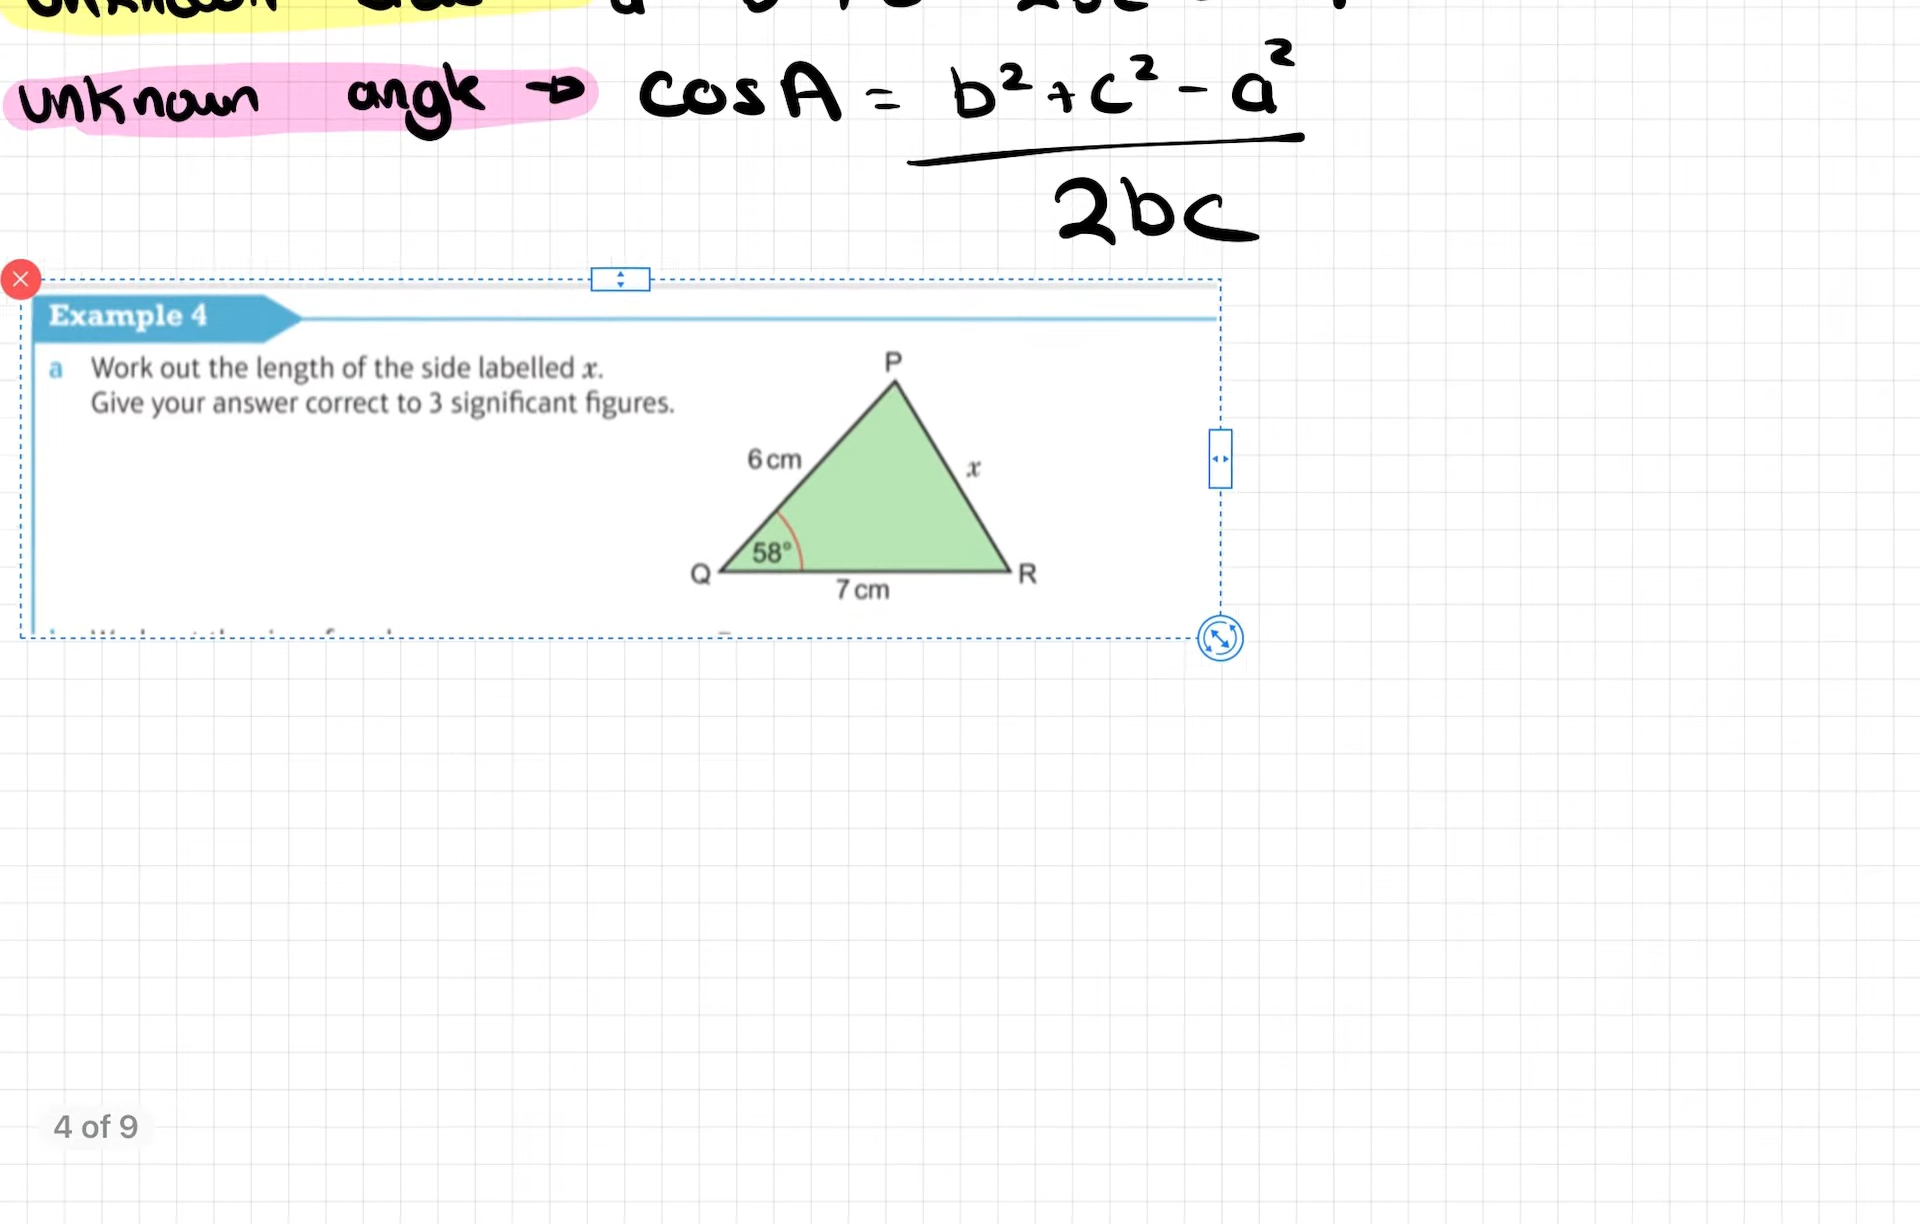 unknown angle → cos A = b² + c² - a²
2bc
Example 4
a Work out the length of the side labelled x.
Give your answer correct to 3 significant figures.
P
6 cm
x
58°
Q
R
7 cm
4 of 9